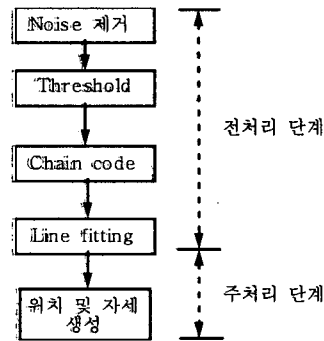 Noise 제거
Threshold
Chain code
Line fitting
위치 및 자세
생성
전처리 단계
주처리 단계